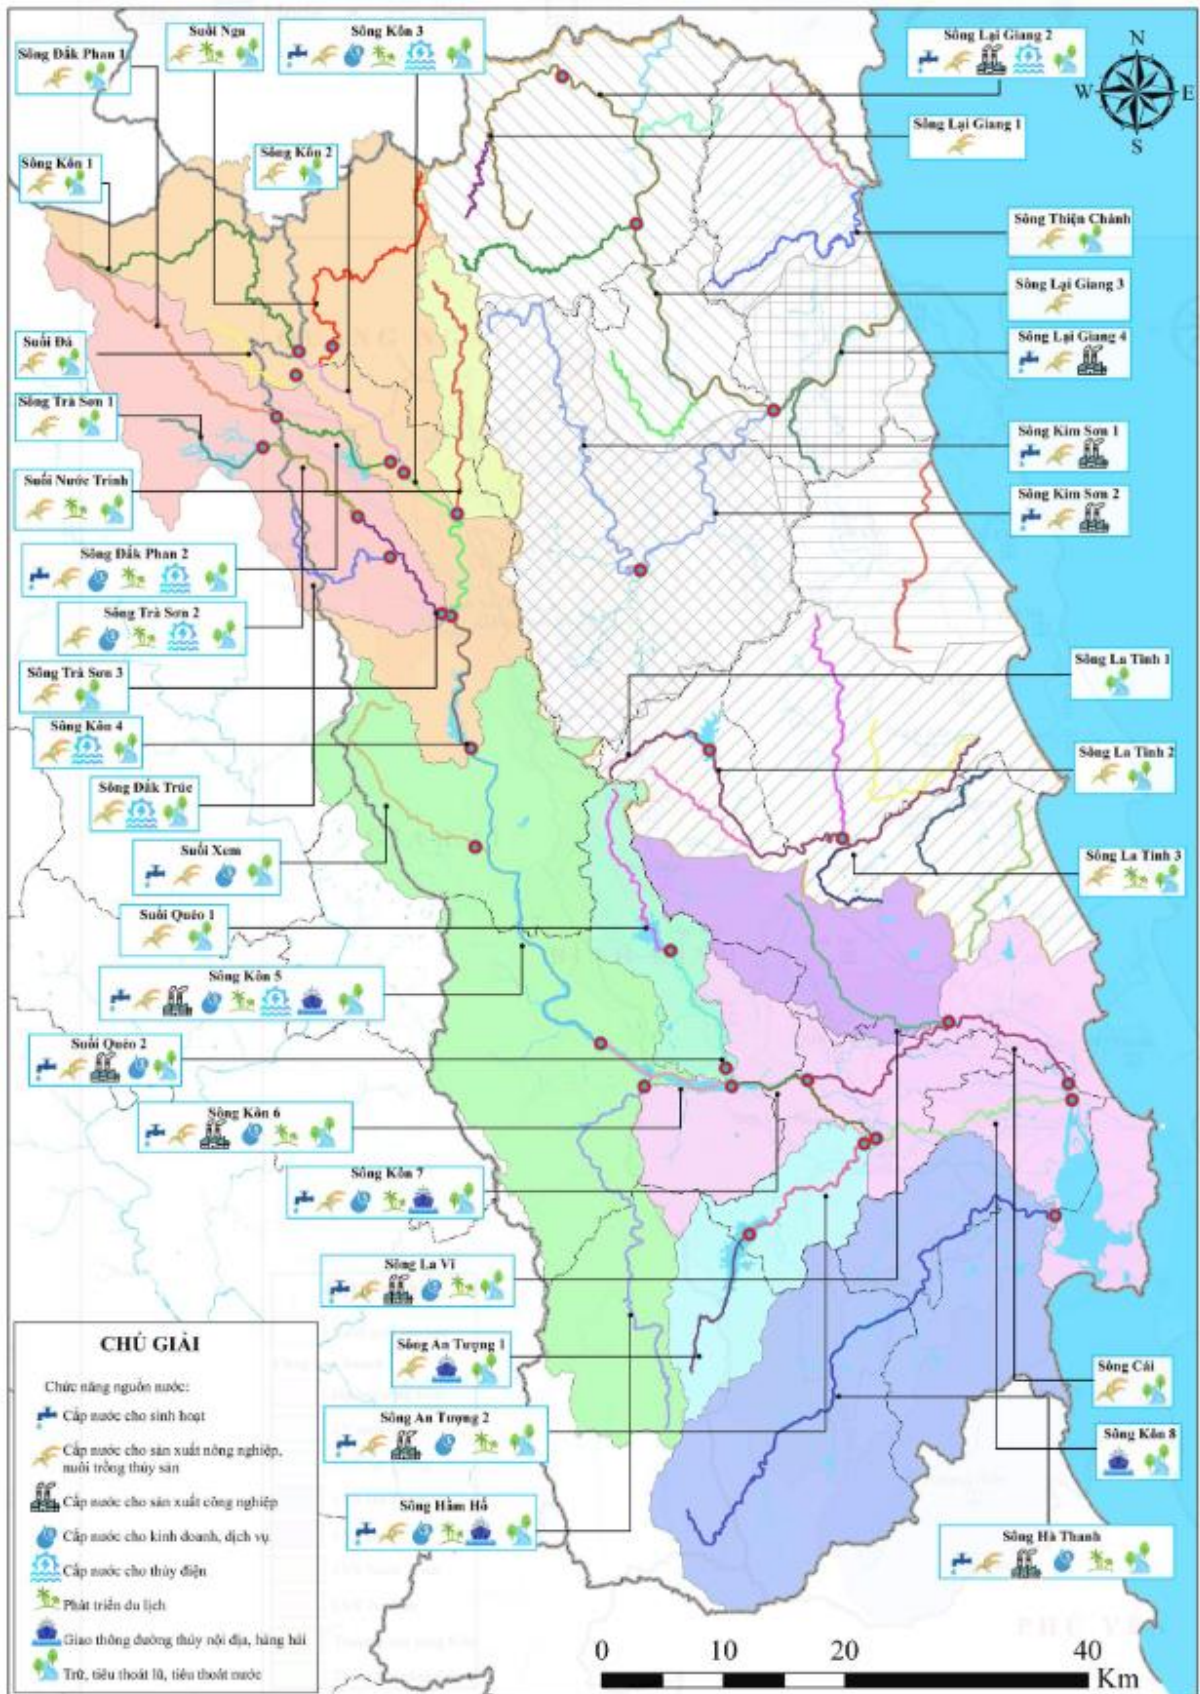 Sông Đắk Phan 1
Suối Nga
Sông Kôn 3
Sông Lại Giang 2
N
W
E
S
Sông Lại Giang 1
Sông Kôn 1
Sông Kôn 2
Sông Thiện Chánh
Sông Lại Giang 3
Suối Đá
Sông Lại Giang 4
Sông Trà Sơn 1
Sông Kim Sơn 1
Suối Nước Trinh
Sông Kim Sơn 2
Sông Đắk Phan 2
Sông Trà Sơn 2
Sông Trà Sơn 3
Sông La Tinh 1
Sông Kôn 4
Sông La Tinh 2
Sông Đắk Trúc
Suối Xem
Sông La Tinh 3
Suối Quéo 1
Sông Kôn 5
Suối Quéo 2
Sông Kôn 6
Sông Kôn 7
Sông La Vĩ
Sông An Tượng 1
Sông Cái
Sông An Tượng 2
Sông Kôn 8
Sông Hầm Hô
Sông Hà Thanh
CHÚ GIẢI
Chức năng nguồn nước:
Cấp nước cho sinh hoạt
Cấp nước cho sản xuất nông nghiệp,
nuôi trồng thủy sản
Cấp nước cho sản xuất công nghiệp
Cấp nước cho kinh doanh, dịch vụ
Cấp nước cho thủy điện
Phát triển du lịch
Giao thông đường thủy nội địa, hàng hải
Trữ, tiêu thoát lũ, tiêu thoát nước
0 10 20 40
Km